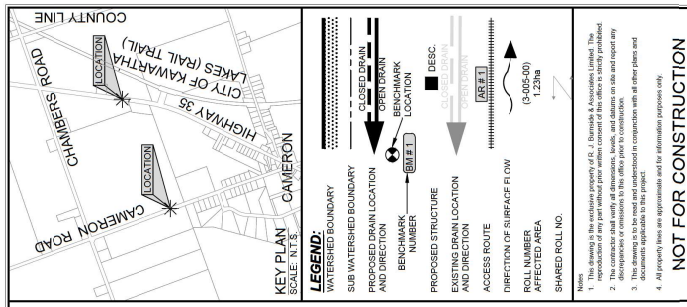 COUNTY LINE
CHAMBERS ROAD
LOCATION
CITY OF KAWARTHA
LAKES (RAIL TRAIL)
HIGHWAY 35
LOCATION
CAMERON ROAD
CAMERON
KEY PLAN
SCALE: N.T.S.
LEGEND:
WATERSHED BOUNDARY
SUB WATERSHED BOUNDARY
PROPOSED DRAIN LOCATION
AND DIRECTION
CLOSED DRAIN
OPEN DRAIN
BENCHMARK
NUMBER
BM # 1
BENCHMARK
LOCATION
PROPOSED STRUCTURE
DESC.
EXISTING DRAIN LOCATION
AND DIRECTION
CLOSED DRAIN
OPEN DRAIN
ACCESS ROUTE
AR # 1
DIRECTION OF SURFACE FLOW
ROLL NUMBER
AFFECTED AREA
(3-005-00)
1.23ha
SHARED ROLL NO.
Notes
1. This drawing is the exclusive property of R. J. Burnside & Associates Limited. The
reproduction of any part without prior written consent of this office is strictly prohibited.
2. The contractor shall verify all dimensions, levels, and datums on site and report any
discrepancies or omissions to this office prior to construction.
3. This drawing is to be read and understood in conjunction with all other plans and
documents applicable to this project.
4. All property lines are approximate and for information purposes only.
NOT FOR CONSTRUCTION